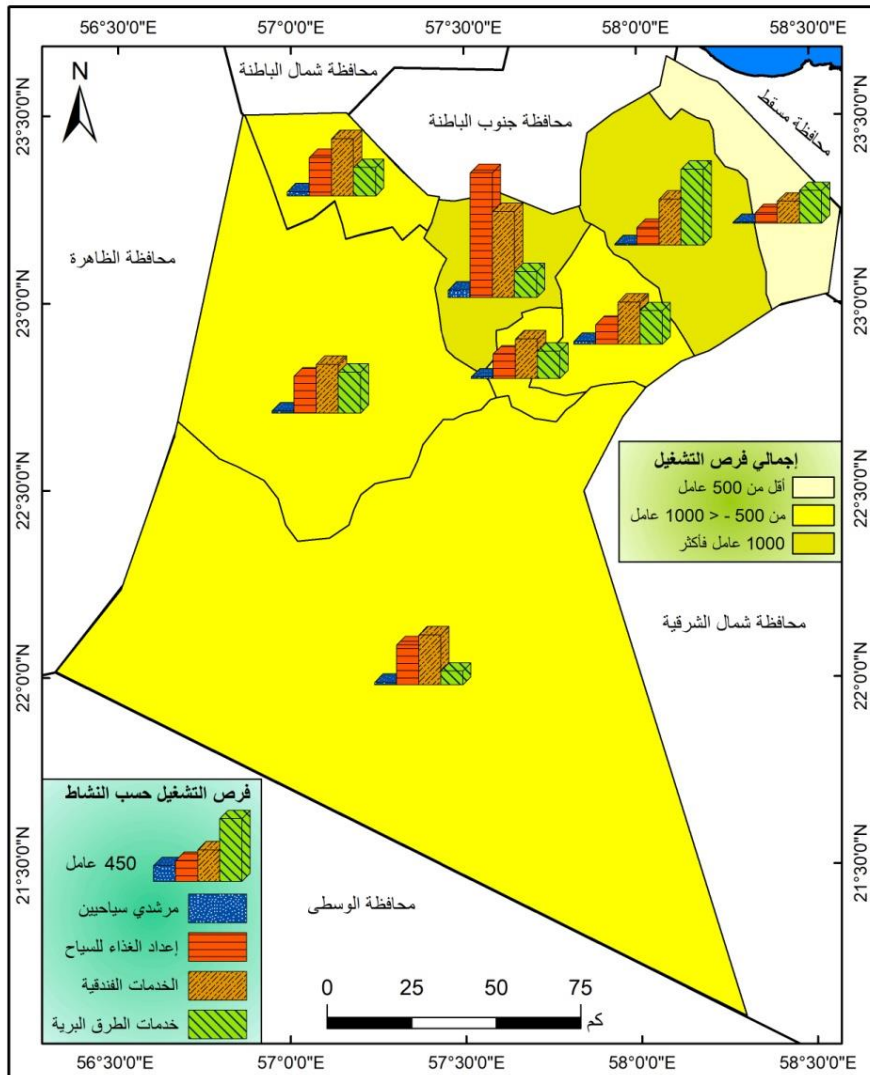 56°30'0"E 57°0'0"E 57°30'0"E 58°0'0"E 58°30'0"E
N
محافظة شمال الباطنة
محافظة جنوب الباطنة
محافظة مسقط
محافظة الظاهرة
محافظة شمال الشرقية
محافظة الوسطى
23°30'0"N
23°0'0"N
22°30'0"N
22°0'0"N
21°30'0"N
23°30'0"N
23°0'0"N
22°30'0"N
22°0'0"N
21°30'0"N
إجمالي فرص التشغيل
أقل من 500 عامل
من 500 - < 1000 عامل
1000 عامل فأكثر
فرص التشغيل حسب النشاط
450 عامل
مرشدي سياحيين
إعداد الغذاء للسياح
الخدمات الفندقية
خدمات الطرق البرية
0 25 50 75
كم
56°30'0"E 57°0'0"E 57°30'0"E 58°0'0"E 58°30'0"E